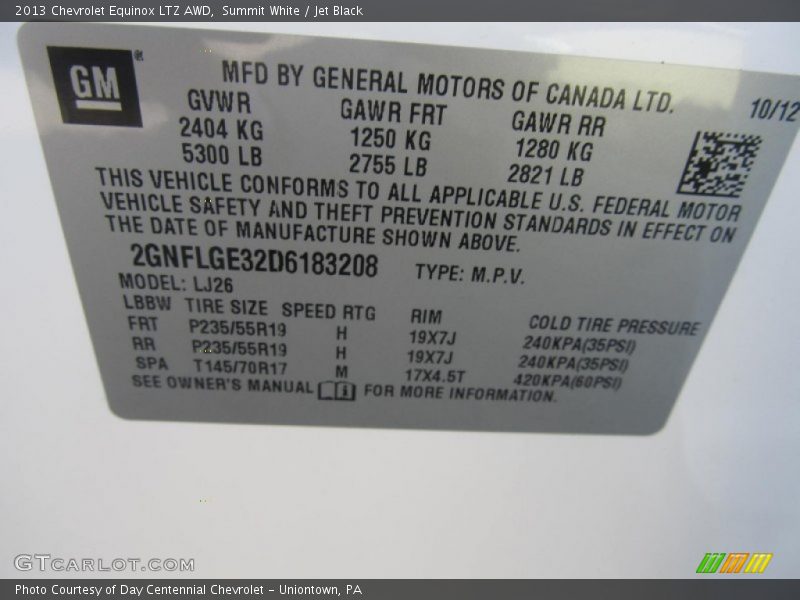 2013 Chevrolet Equinox LTZ AWD,  Summit White / Jet Black
GM®
MFD BY GENERAL MOTORS OF CANADA LTD.
10/12
GVWR GAWR FRT GAWR RR
2404 KG 1250 KG 1280 KG
5300 LB 2755 LB 2821 LB
THIS VEHICLE CONFORMS TO ALL APPLICABLE U.S. FEDERAL MOTOR
VEHICLE SAFETY AND THEFT PREVENTION STANDARDS IN EFFECT ON
THE DATE OF MANUFACTURE SHOWN ABOVE.
2GNFLGE32D6183208 TYPE: M.P.V.
MODEL: LJ26
LBBW TIRE SIZE SPEED RTG RIM COLD TIRE PRESSURE
FRT P235/55R19 H 19X7J 240KPA(35PSI)
RR P235/55R19 H 19X7J 240KPA(35PSI)
SPA T145/70R17 M 17X4.5T 420KPA(60PSI)
SEE OWNER'S MANUAL FOR MORE INFORMATION.
GTCARLOT.COM
Photo Courtesy of Day Centennial Chevrolet - Uniontown, PA